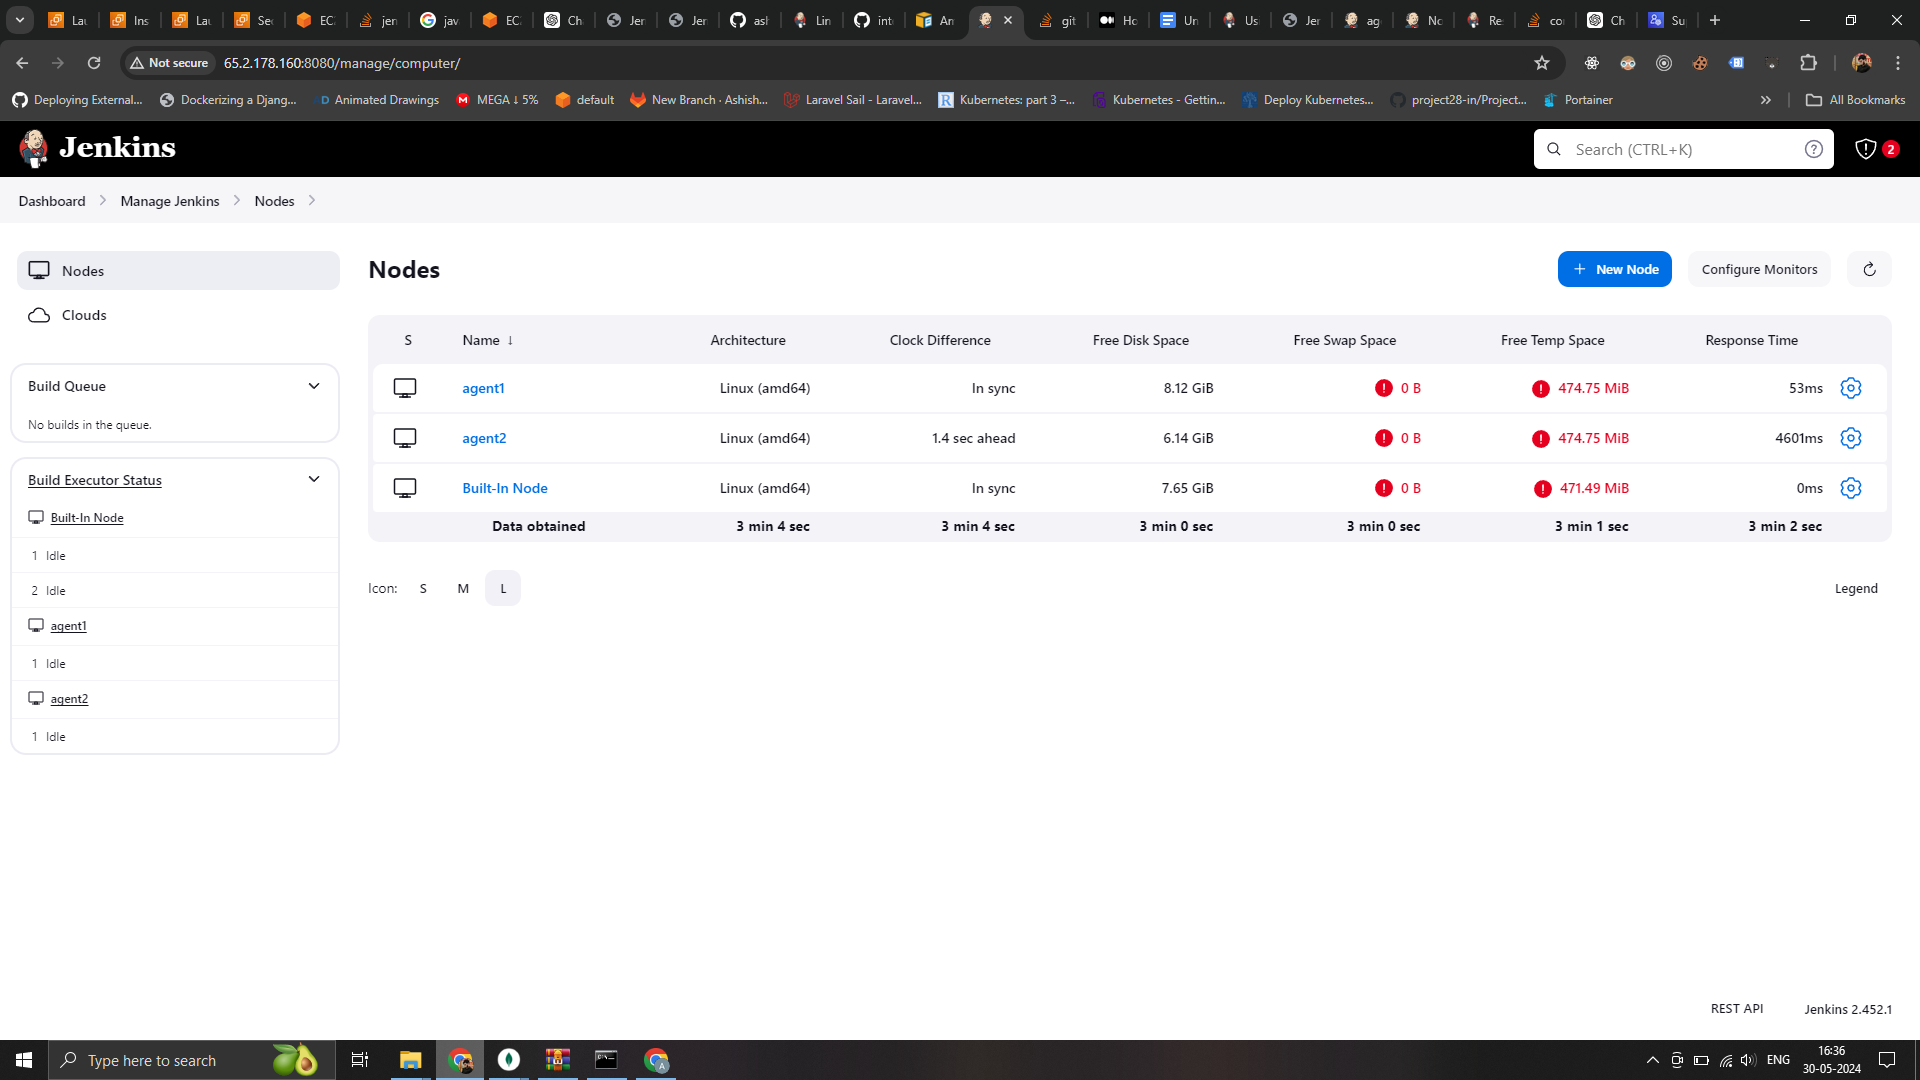 Lau
Ins
Lau
Sec
EC
jen
jav
EC
Ch
Jen
Jen
ash
Lin
inte
Am
git
Ho
Un
Us
Jen
age
No
Re
co
Ch
Su
Not secure 65.2.178.160:8080/manage/computer/
Deploying External... Dockerizing a Djang... Animated Drawings MEGA ↓ 5% default New Branch · Ashish... Laravel Sail - Laravel... Kubernetes: part 3 –... Kubernetes - Gettin... Deploy Kubernetes... project28-in/Project... Portainer » All Bookmarks
Jenkins
Search (CTRL+K)
2
Dashboard Manage Jenkins Nodes
Nodes
Clouds
Build Queue
No builds in the queue.
Build Executor Status
Built-In Node
1 Idle
2 Idle
agent1
1 Idle
agent2
1 Idle
Nodes
+ New Node
Configure Monitors
S Name ↓ Architecture Clock Difference Free Disk Space Free Swap Space Free Temp Space Response Time
agent1 Linux (amd64) In sync 8.12 GiB 0 B 474.75 MiB 53ms
agent2 Linux (amd64) 1.4 sec ahead 6.14 GiB 0 B 474.75 MiB 4601ms
Built-In Node Linux (amd64) In sync 7.65 GiB 0 B 471.49 MiB 0ms
Data obtained 3 min 4 sec 3 min 4 sec 3 min 0 sec 3 min 0 sec 3 min 1 sec 3 min 2 sec
Icon: S M L
Legend
REST API Jenkins 2.452.1
Type here to search
ENG
16:36
30-05-2024